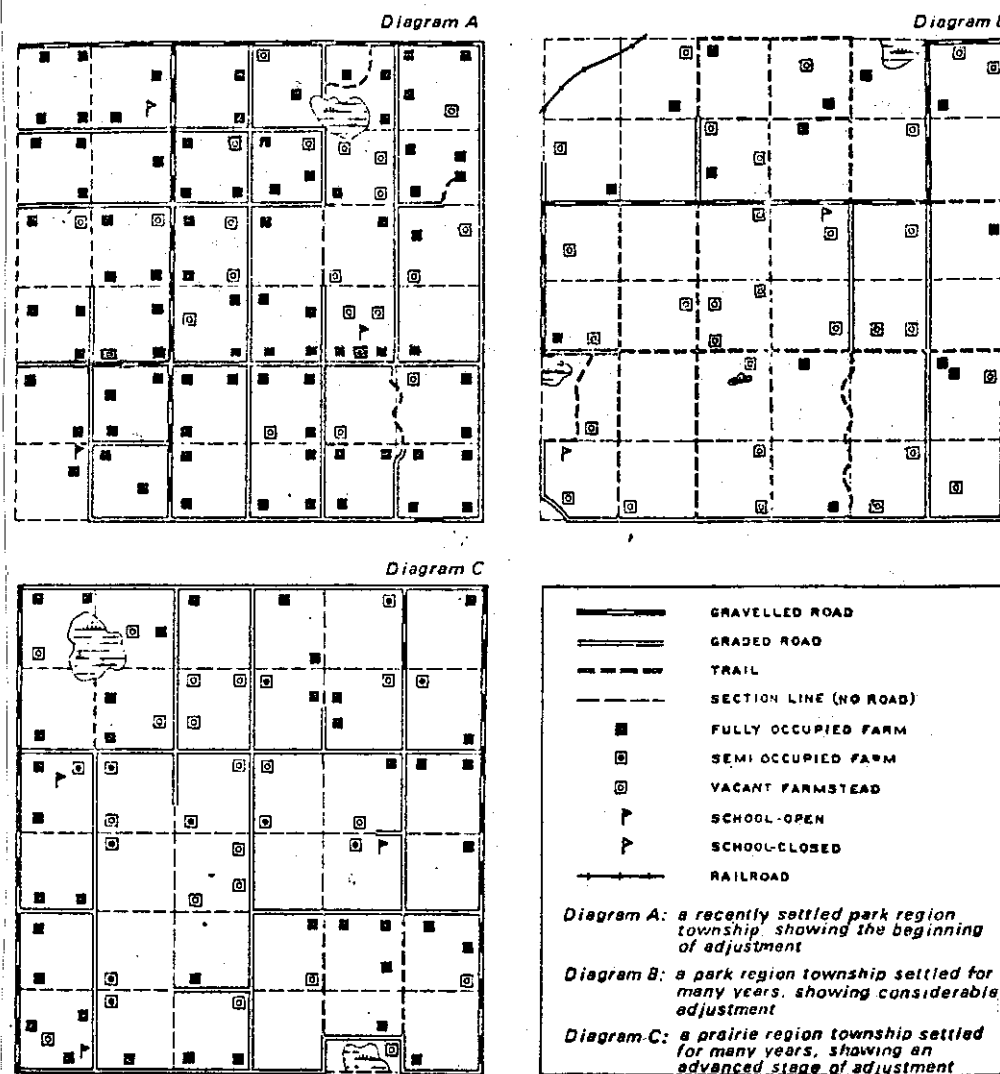 Diagram A
Diagram
Diagram C
GRAVELLED ROAD
GRADED ROAD
TRAIL
SECTION LINE (NO ROAD)
FULLY OCCUPIED FARM
SEMI OCCUPIED FARM
VACANT FARMSTEAD
SCHOOL-OPEN
SCHOOL-CLOSED
RAILROAD
Diagram A: a recently settled park region
township, showing the beginning
of adjustment
Diagram B: a park region township settled for
many years, showing considerable
adjustment
Diagram C: a prairie region township settled
for many years, showing an
advanced stage of adjustment